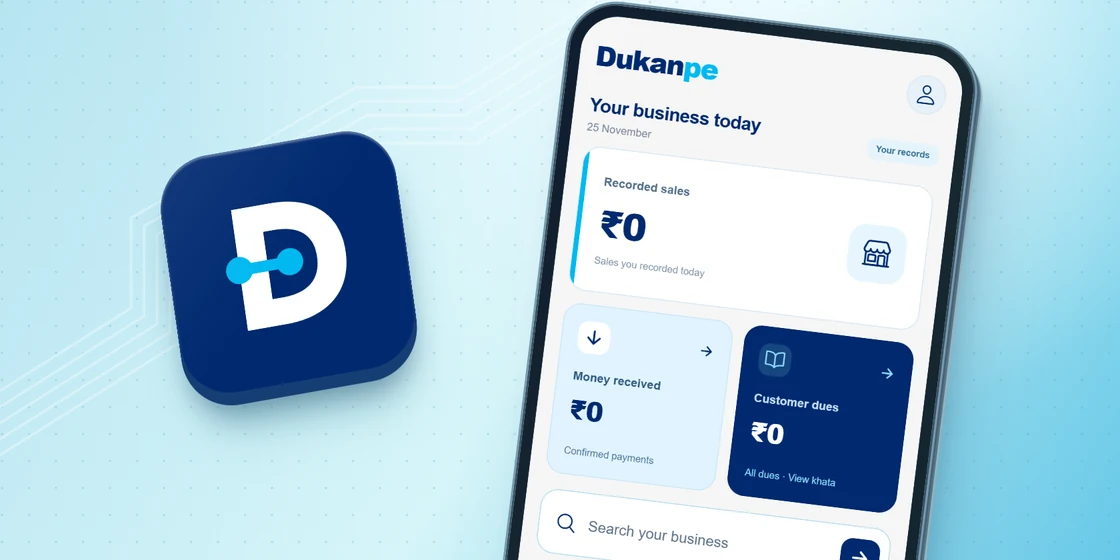 D
Dukanpe
Your business today
25 November
Your records
Recorded sales
₹0
Sales you recorded today
Money received
₹0
Confirmed payments
Customer dues
₹0
All dues · View khata
Search your business